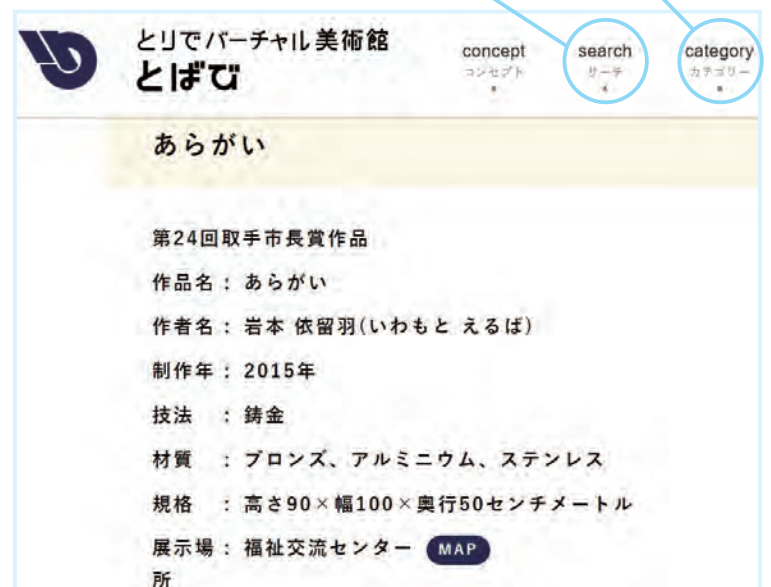 とりでバーチャル美術館
とばび
concept
コンセプト
search
サーチ
category
カテゴリー
あらがい
第24回取手市長賞作品
作品名 : あらがい
作者名 : 岩本 依留羽(いわもと えるば)
制作年 : 2015年
技法 : 鋳金
材質 : ブロンズ、アルミニウム、ステンレス
規格 : 高さ90×幅100×奥行50センチメートル
展示場 : 福祉交流センター MAP
所